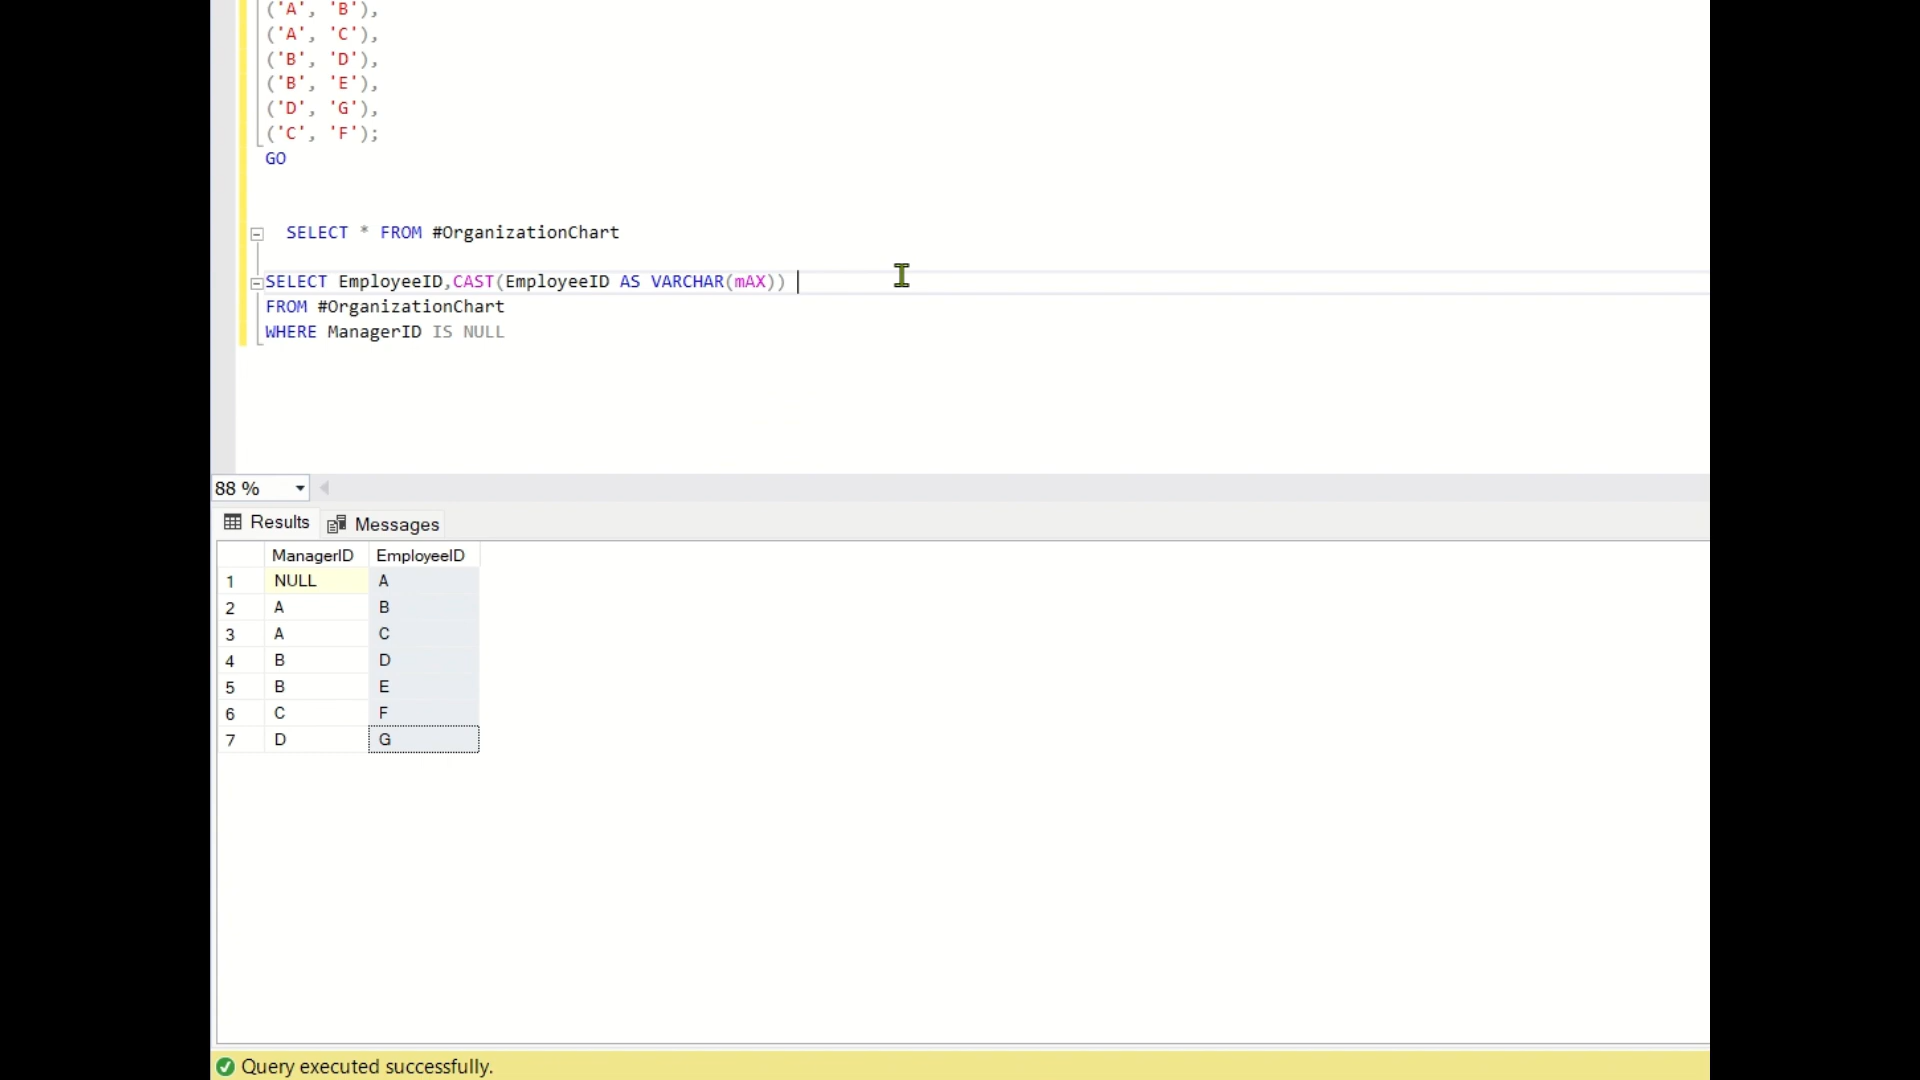 ('A', 'B'),
('A', 'C'),
('B', 'D'),
('B', 'E'),
('D', 'G'),
('C', 'F');
GO
SELECT * FROM #OrganizationChart
SELECT EmployeeID,CAST(EmployeeID AS VARCHAR(mAX))
FROM #OrganizationChart
WHERE ManagerID IS NULL
88 %
Results Messages
ManagerID EmployeeID
1 NULL A
2 A B
3 A C
4 B D
5 B E
6 C F
7 D G
Query executed successfully.